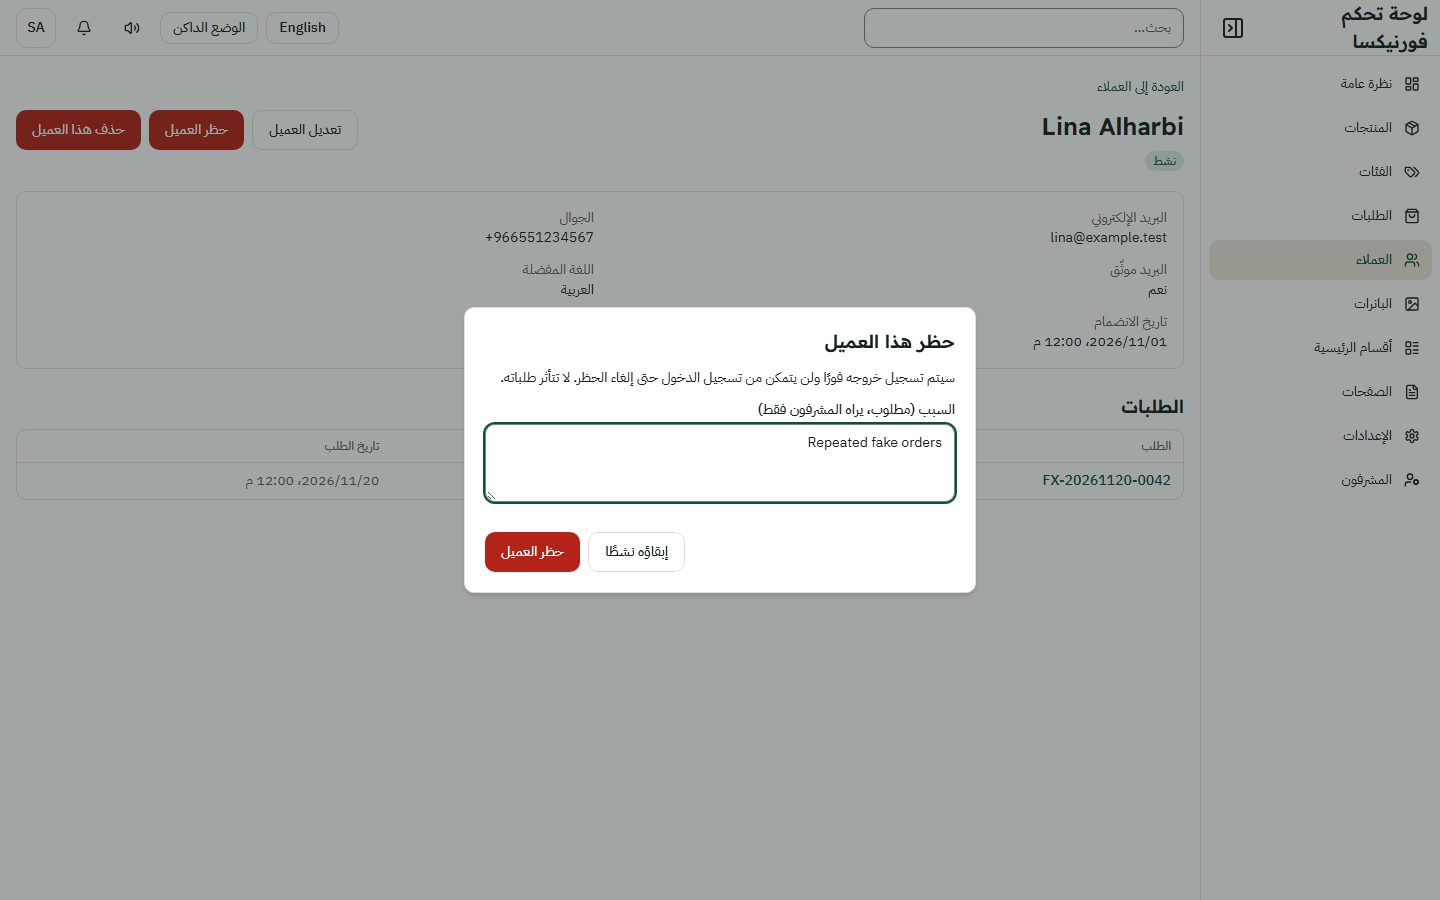 لوحة تحكم
فورنيكسا
بحث...
English
الوضع الداكن
SA
نظرة عامة
المنتجات
الفئات
الطلبات
العملاء
البانرات
أقسام الرئيسية
الصفحات
الإعدادات
المشرفون
العودة إلى العملاء
Lina Alharbi
نشط
تعديل العميل
حظر العميل
حذف هذا العميل
البريد الإلكتروني
lina@example.test
الجوال
+966551234567
البريد موثّق
نعم
اللغة المفضلة
العربية
تاريخ الانضمام
2026/11/01، 12:00 م
الطلبات
الطلب
تاريخ الطلب
FX-20261120-0042
2026/11/20، 12:00 م
حظر هذا العميل
سيتم تسجيل خروجه فورًا ولن يتمكن من تسجيل الدخول حتى إلغاء الحظر. لا تتأثر طلباته.
السبب (مطلوب، يراه المشرفون فقط)
Repeated fake orders
إبقاؤه نشطًا
حظر العميل